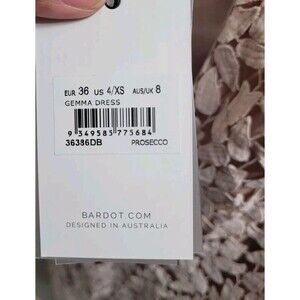 EUR 36 US 4/XS AUS/UK 8
GEMMA DRESS
9 349585 775684
36386DB PROSECCO
BARDOT.COM
DESIGNED IN AUSTRALIA